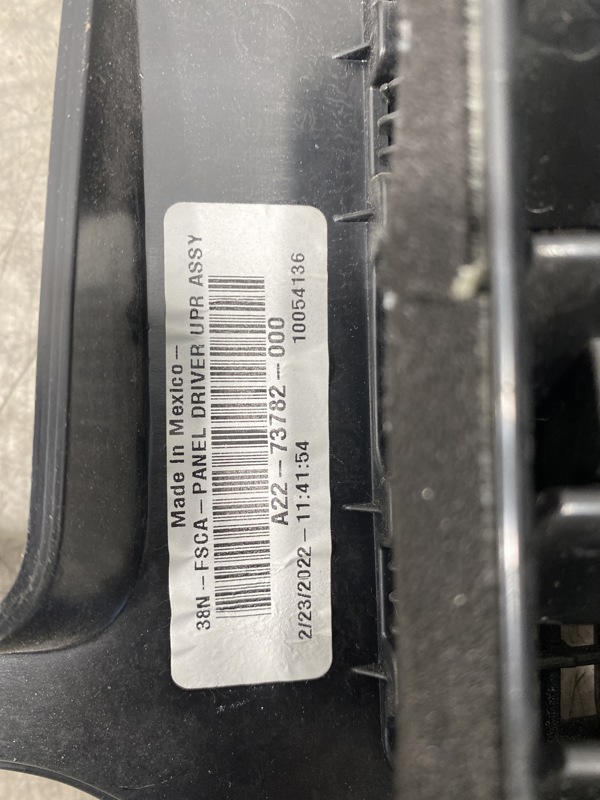 Made In Mexico-
38N-FSCA-PANEL DRIVER UPR ASSY
A22-73782-000
2/23/2022-11:41:54 10054136